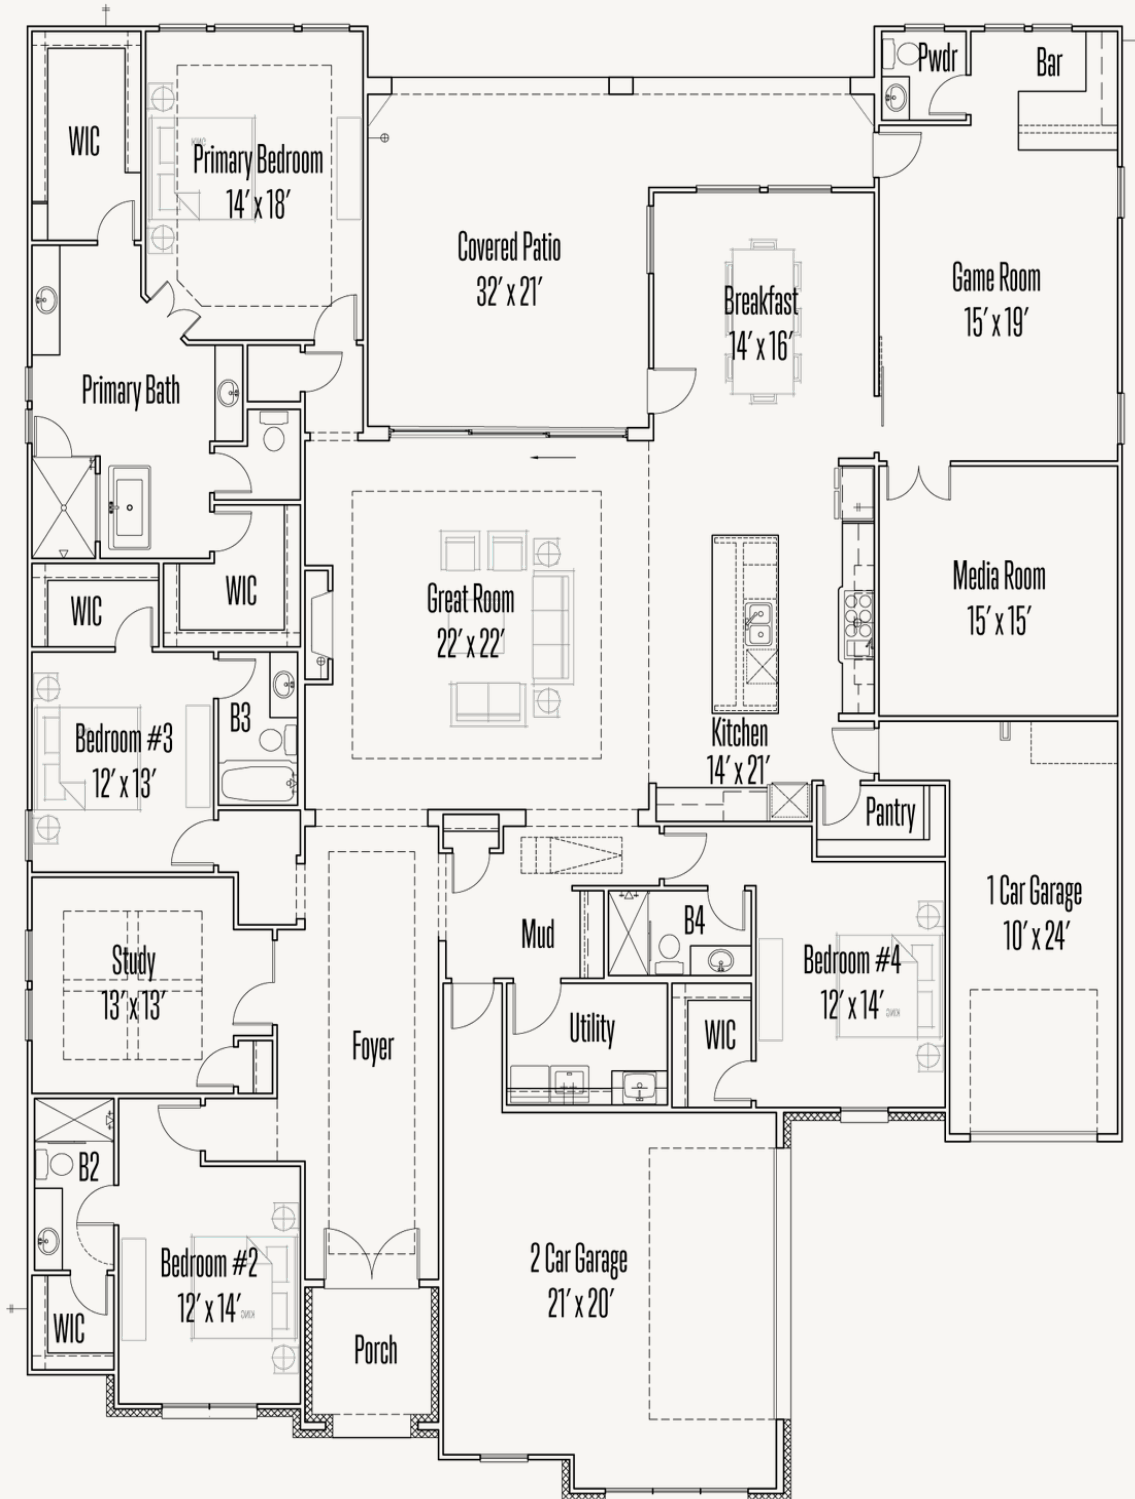 WIC
Primary Bedroom
14' x 18'
Covered Patio
32' x 21'
Pwdr
Bar
Breakfast
14' x 16'
Game Room
15' x 19'
Primary Bath
WIC
WIC
Great Room
22' x 22'
Media Room
15' x 15'
Bedroom #3
12' x 13'
B3
Kitchen
14' x 21'
Pantry
1 Car Garage
10' x 24'
Study
13' x 13'
Mud
B4
Bedroom #4
12' x 14'
Foyer
Utility
WIC
B2
Bedroom #2
12' x 14'
WIC
Porch
2 Car Garage
21' x 20'